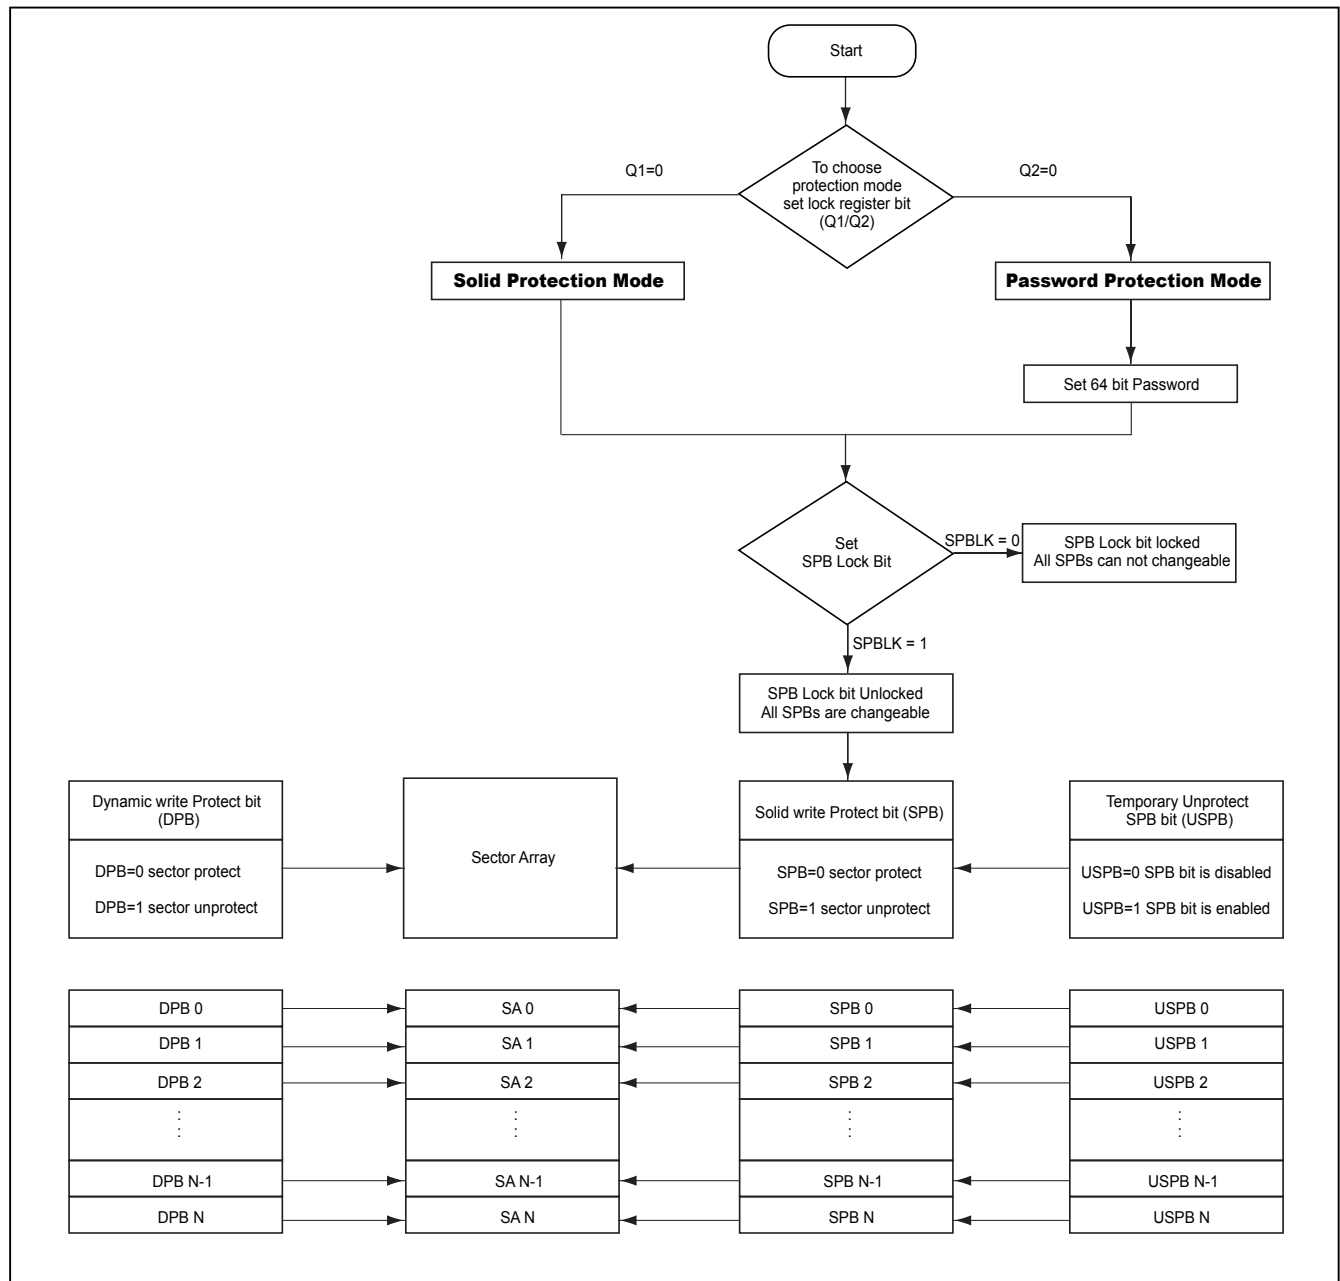 Start
To choose
protection mode
set lock register bit
(Q1/Q2)
Q1=0
Q2=0
Solid Protection Mode
Password Protection Mode
Set 64 bit Password
Set
SPB Lock Bit
SPBLK = 0
SPB Lock bit locked
All SPBs can not changeable
SPBLK = 1
SPB Lock bit Unlocked
All SPBs are changeable
Dynamic write Protect bit
(DPB)
DPB=0 sector protect
DPB=1 sector unprotect
Sector Array
Solid write Protect bit (SPB)
SPB=0 sector protect
SPB=1 sector unprotect
Temporary Unprotect
SPB bit (USPB)
USPB=0 SPB bit is disabled
USPB=1 SPB bit is enabled
DPB 0
SA 0
SPB 0
USPB 0
DPB 1
SA 1
SPB 1
USPB 1
DPB 2
SA 2
SPB 2
USPB 2
DPB N-1
SA N-1
SPB N-1
USPB N-1
DPB N
SA N
SPB N
USPB N